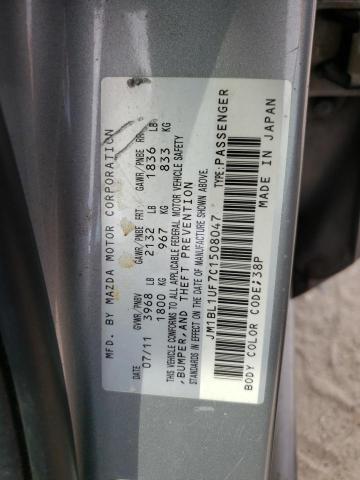 MFD. BY MAZDA MOTOR CORPORATION
GVWR/PNBV GAWR/PNBE FRT GAWR/PNBE RR
07/11 3968 LB 2132 LB 1836 LB
1800 KG 967 KG 833 KG
THIS VEHICLE CONFORMS TO ALL APPLICABLE FEDERAL MOTOR VEHICLE SAFETY
,BUMPER,AND THEFT PREVENTION
STANDARDS IN EFFECT ON THE DATE OF MANUFACTURE SHOWN ABOVE.
JM1BL1UF7C1508047 TYPE:PASSENGER
BODY COLOR CODE:38P MADE IN JAPAN